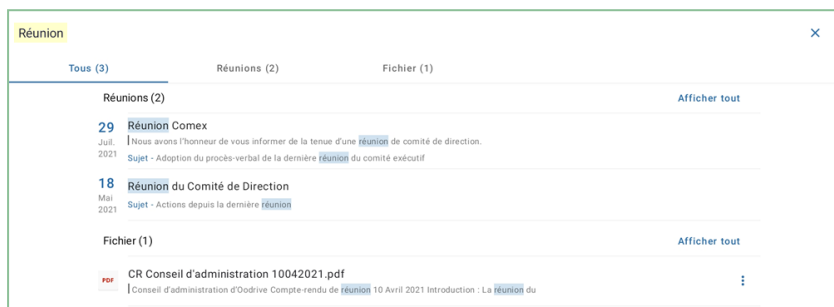 Réunion
Tous (3) Réunions (2) Fichier (1)
Réunions (2) Afficher tout
29 Juil. 2021
Réunion Comex
Nous avons l'honneur de vous informer de la tenue d'une réunion de comité de direction.
Sujet - Adoption du procès-verbal de la dernière réunion du comité exécutif
18 Mai 2021
Réunion du Comité de Direction
Sujet - Actions depuis la dernière réunion
Fichier (1) Afficher tout
PDF
CR Conseil d'administration 10042021.pdf
Conseil d'administration d'Oodrive Compte-rendu de réunion 10 Avril 2021 Introduction : La réunion du